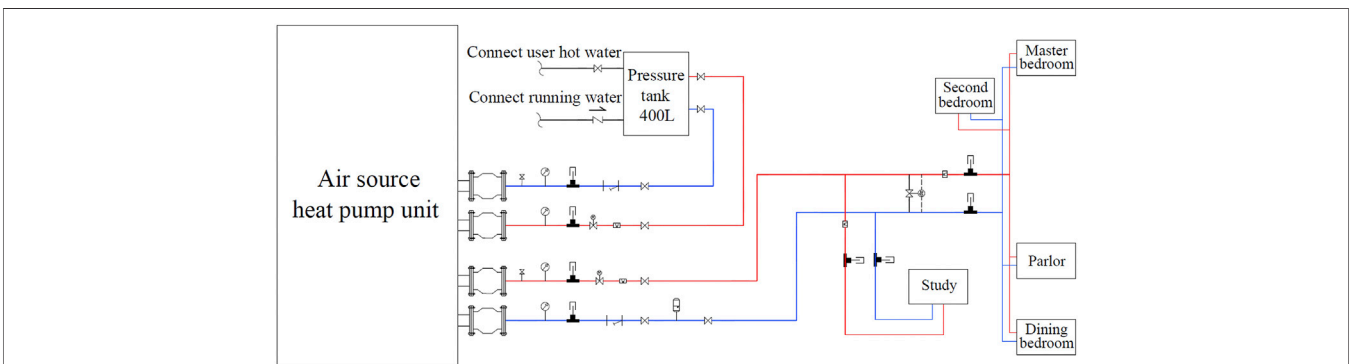 Air source
heat pump unit
Connect user hot water
Connect running water
Pressure
tank
400L
Master
bedroom
Second
bedroom
Study
Parlor
Dining
bedroom